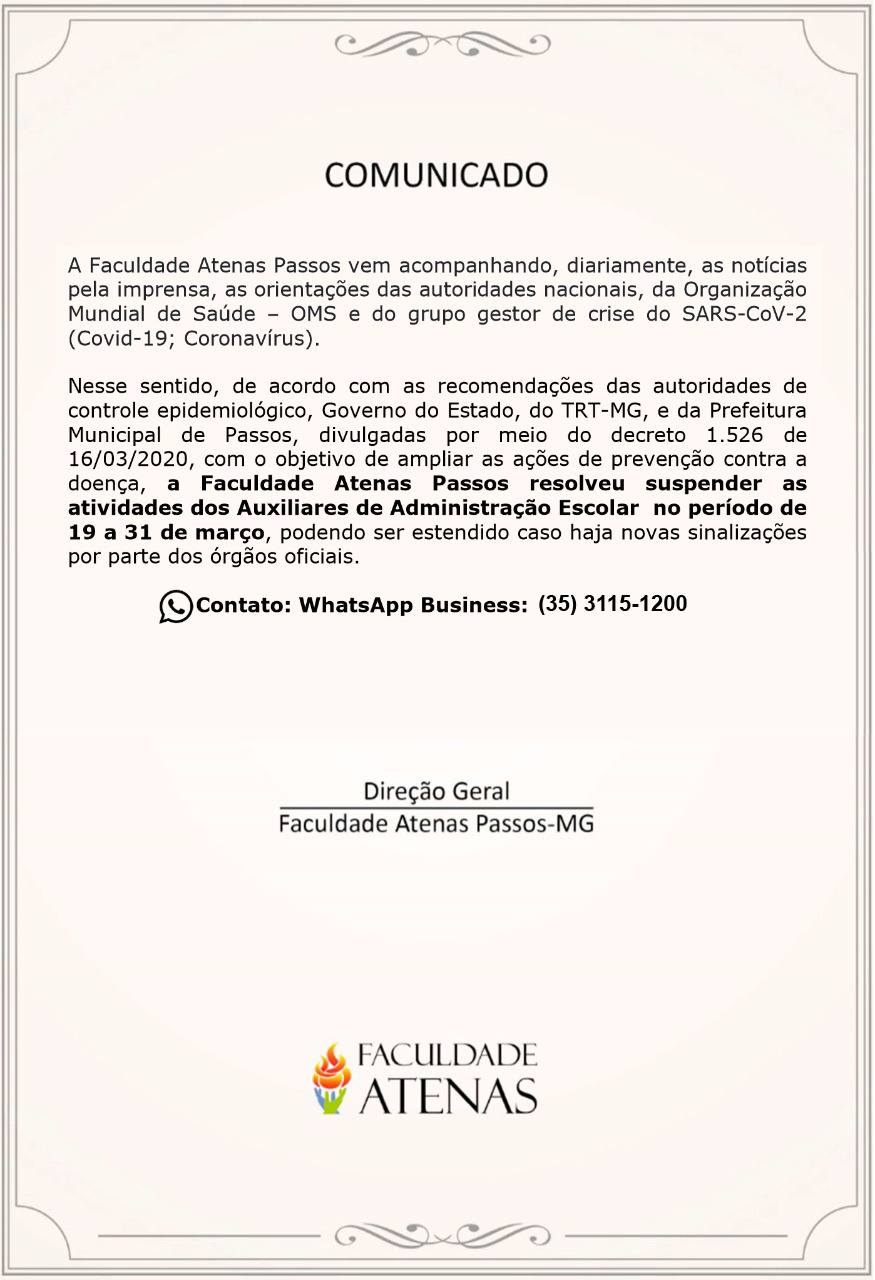 COMUNICADO
A Faculdade Atenas Passos vem acompanhando, diariamente, as notícias
pela imprensa, as orientações das autoridades nacionais, da Organização
Mundial de Saúde – OMS e do grupo gestor de crise do SARS-CoV-2
(Covid-19; Coronavírus).
Nesse sentido, de acordo com as recomendações das autoridades de
controle epidemiológico, Governo do Estado, do TRT-MG, e da Prefeitura
Municipal de Passos, divulgadas por meio do decreto 1.526 de
16/03/2020, com o objetivo de ampliar as ações de prevenção contra a
doença, a Faculdade Atenas Passos resolveu suspender as
atividades dos Auxiliares de Administração Escolar no período de
19 a 31 de março, podendo ser estendido caso haja novas sinalizações
por parte dos órgãos oficiais.
Contato: WhatsApp Business: (35) 3115-1200
Direção Geral
Faculdade Atenas Passos-MG
FACULDADE
ATENAS